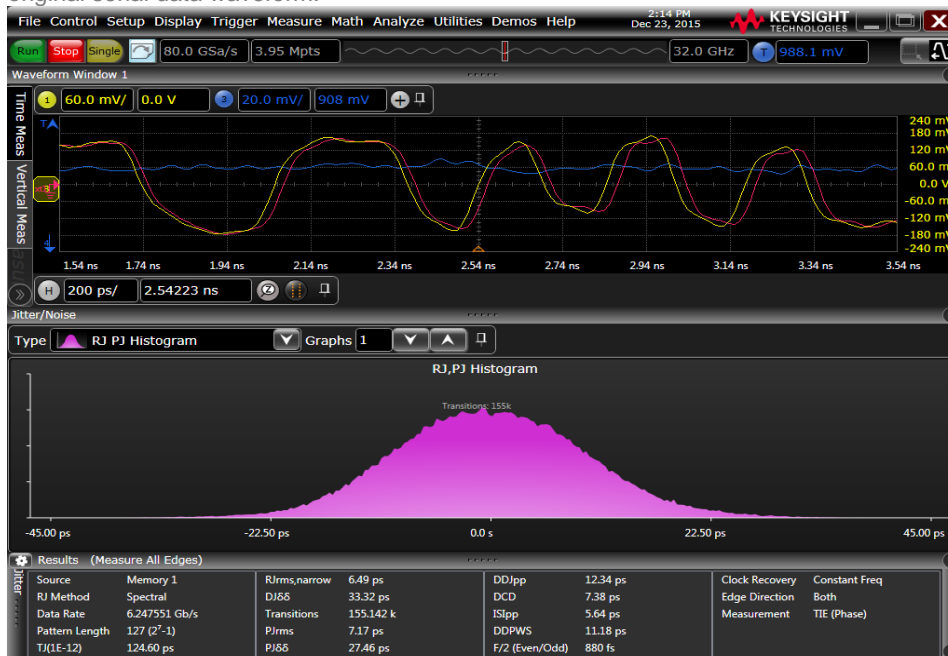 original serial data waveform.
File Control Setup Display Trigger Measure Math Analyze Utilities Demos Help 2:14 PM Dec 23, 2015 KEYSIGHT TECHNOLOGIES
Run Stop Single 80.0 GSa/s 3.95 Mpts 32.0 GHz T 988.1 mV
Waveform Window 1
Time Meas
Vertical Meas
1 60.0 mV/ 0.0 V 3 20.0 mV/ 908 mV
240 mV
180 mV
120 mV
60.0 m
0.0 V
-60.0 m
-120 mV
-180 mV
-240 mV
1.54 ns 1.74 ns 1.94 ns 2.14 ns 2.34 ns 2.54 ns 2.74 ns 2.94 ns 3.14 ns 3.34 ns 3.54 ns
H 200 ps/ 2.54223 ns
Jitter/Noise
Type RJ PJ Histogram Graphs 1
RJ,PJ Histogram
Transitions: 155k
-45.00 ps -22.50 ps 0.0 s 22.50 ps 45.00 ps
Results (Measure All Edges)
Jitter
Source Memory 1 RJrms,narrow 6.49 ps DDJpp 12.34 ps Clock Recovery Constant Freq
RJ Method Spectral DJδδ 33.32 ps DCD 7.38 ps Edge Direction Both
Data Rate 6.247551 Gb/s Transitions 155.142 k ISIpp 5.64 ps Measurement TIE (Phase)
Pattern Length 127 (2⁷-1) PJrms 7.17 ps DDPWS 11.18 ps
TJ(1E-12) 124.60 ps PJδδ 27.46 ps F/2 (Even/Odd) 880 fs